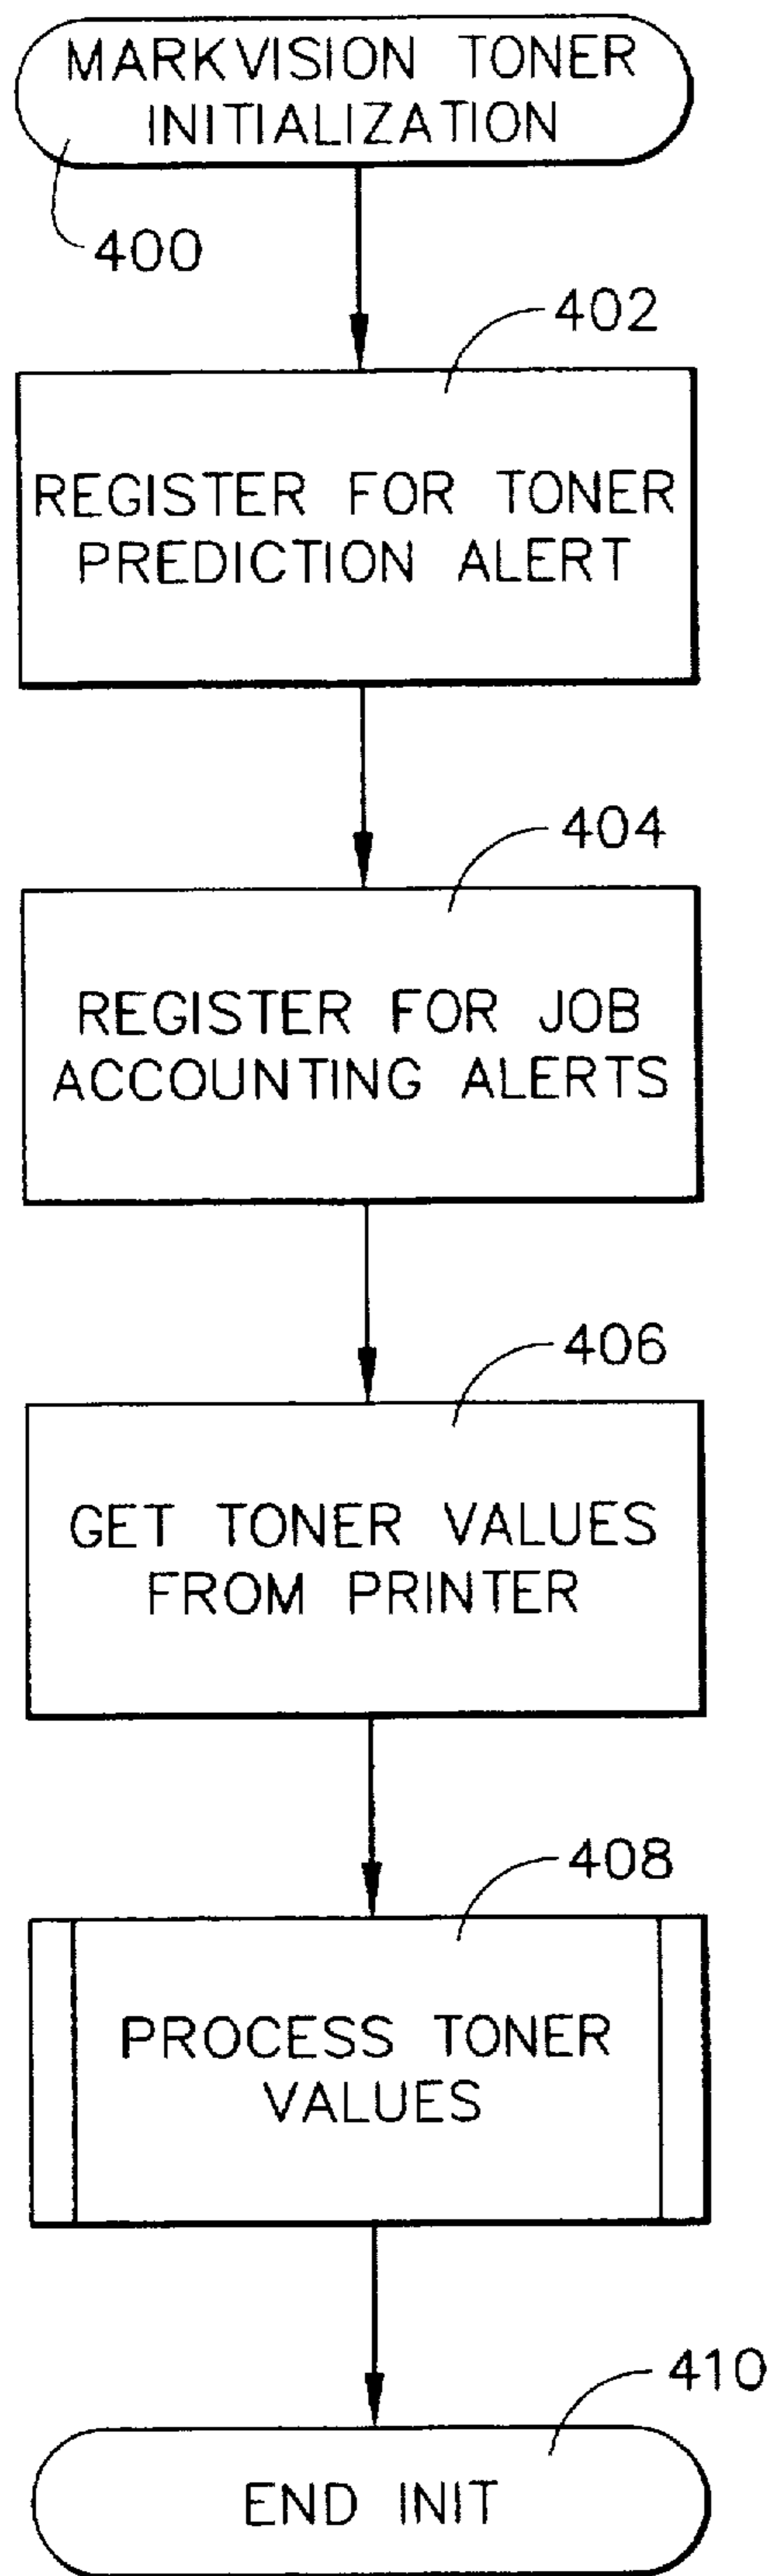 MARKVISION TONER
INITIALIZATION
400
402
REGISTER FOR TONER
PREDICTION ALERT
404
REGISTER FOR JOB
ACCOUNTING ALERTS
406
GET TONER VALUES
FROM PRINTER
408
PROCESS TONER
VALUES
410
END INIT